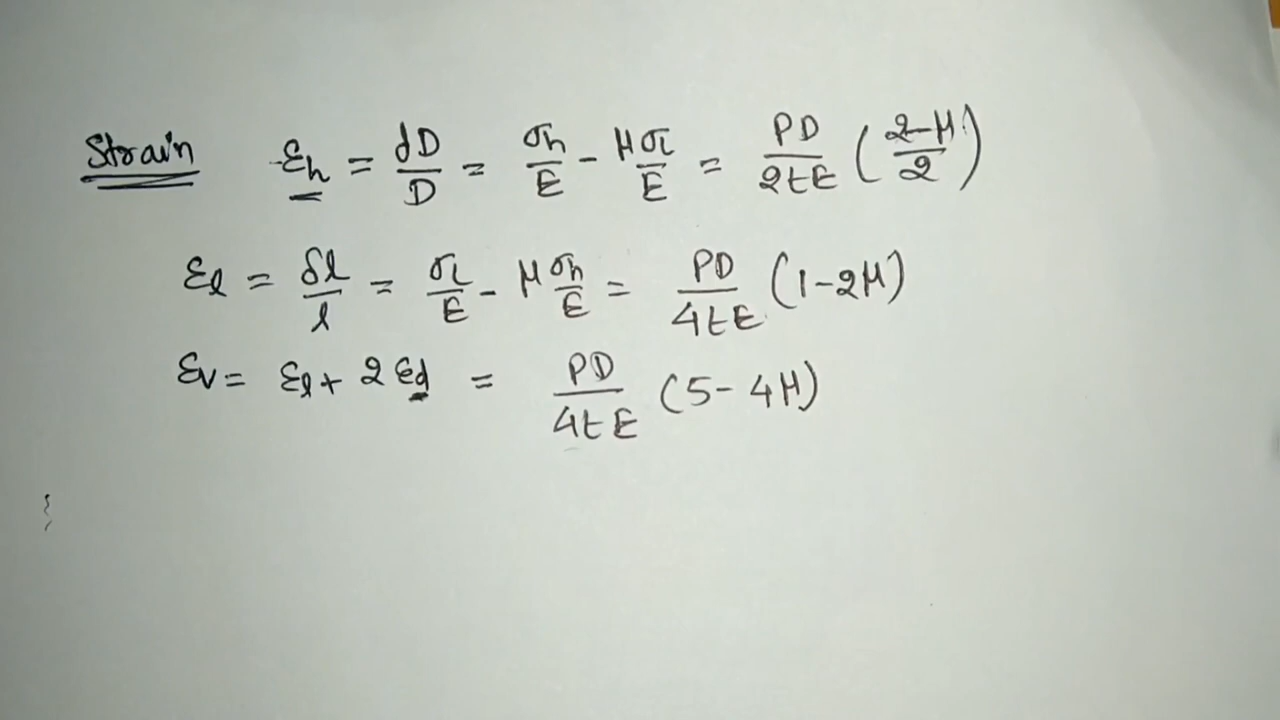 Strain εh = dD/D = σh/E - μσl/E = PD/2tE (2-μ/2)
εl = δl/l = σl/E - μσh/E = PD/4tE (1-2μ)
εv = εl + 2εd = PD/4tE (5-4μ)